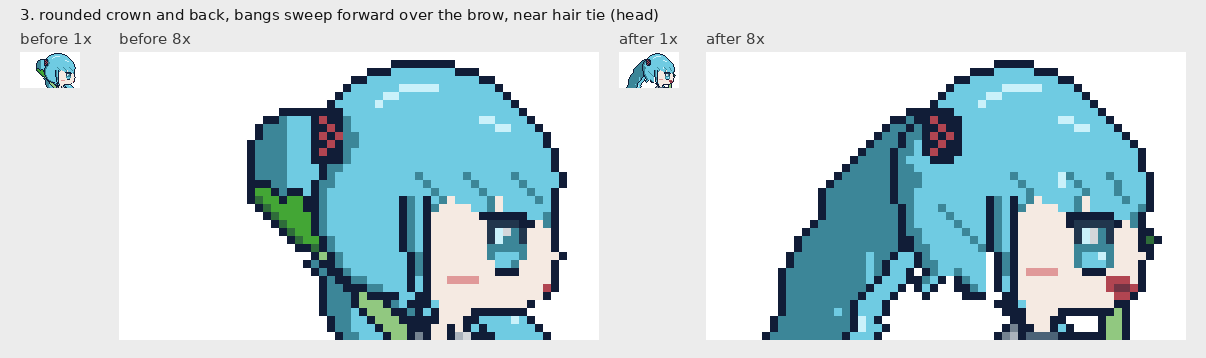 3. rounded crown and back, bangs sweep forward over the brow, near hair tie (head)
before 1x
before 8x
after 1x
after 8x